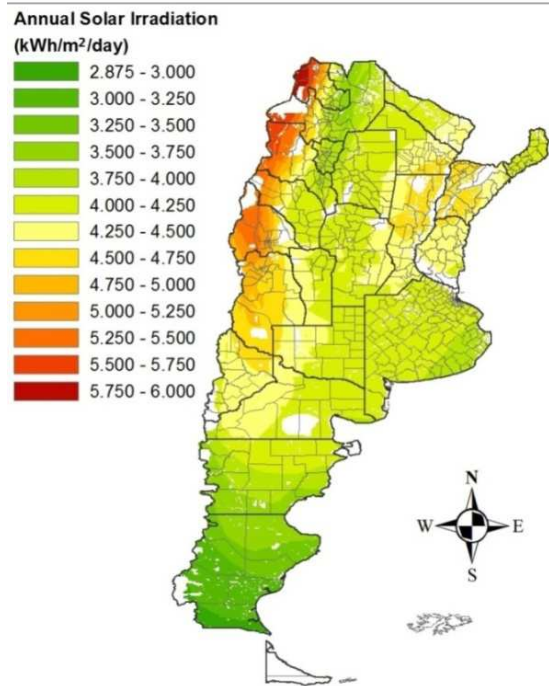 Annual Solar Irradiation
(kWh/m²/day)
2.875 - 3.000
3.000 - 3.250
3.250 - 3.500
3.500 - 3.750
3.750 - 4.000
4.000 - 4.250
4.250 - 4.500
4.500 - 4.750
4.750 - 5.000
5.000 - 5.250
5.250 - 5.500
5.500 - 5.750
5.750 - 6.000
N
W E
S